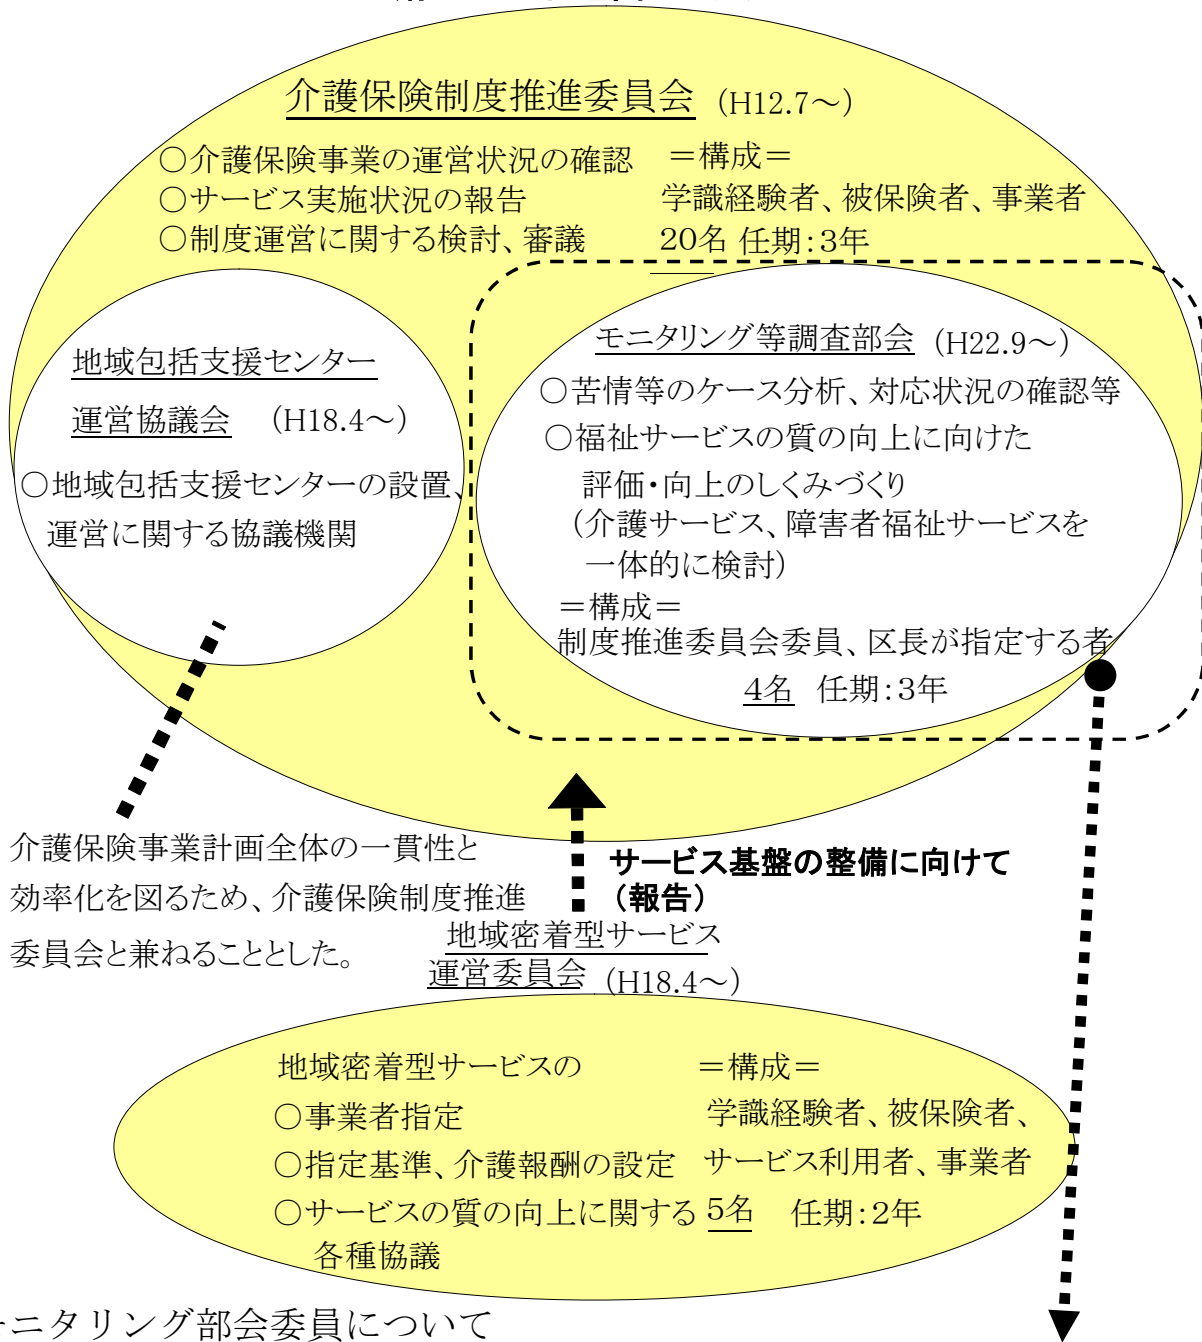 介護保険制度推進委員会 (H12.7～)
○介護保険事業の運営状況の確認
○サービス実施状況の報告
○制度運営に関する検討、審議
＝構成＝
学識経験者、被保険者、事業者
20名 任期：3年
地域包括支援センター
運営協議会 (H18.4～)
○地域包括支援センターの設置、
運営に関する協議機関
モニタリング等調査部会 (H22.9～)
○苦情等のケース分析、対応状況の確認等
○福祉サービスの質の向上に向けた
評価・向上のしくみづくり
(介護サービス、障害者福祉サービスを
一体的に検討)
＝構成＝
制度推進委員会委員、区長が指定する者
4名 任期：3年
介護保険事業計画全体の一貫性と
効率化を図るため、介護保険制度推進
委員会と兼ねることとした。
サービス基盤の整備に向けて
（報告）
地域密着型サービス
運営委員会 (H18.4～)
地域密着型サービスの
○事業者指定
○指定基準、介護報酬の設定
○サービスの質の向上に関する
各種協議
＝構成＝
学識経験者、被保険者、
サービス利用者、事業者
5名 任期：2年
ニタリング部会委員について